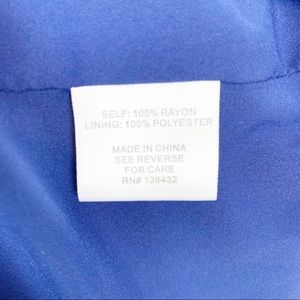 SELF: 100% RAYON
LINING: 100% POLYESTER
MADE IN CHINA
SEE REVERSE
FOR CARE
RN# 138432